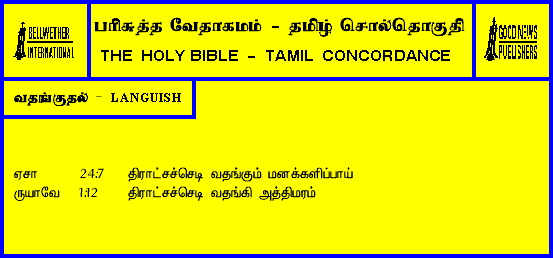 BELLWETHER
INTERNATIONAL
பரிசுத்த வேதாகமம் - தமிழ் சொல்தொகுதி
THE HOLY BIBLE - TAMIL CONCORDANCE
GOOD NEWS
PUBLISHERS
வதங்குதல் - LANGUISH
ஏசா 24:7 திராட்சச்செடி வதங்கும் மனக்களிப்பாய்
ருயாவே 1:12 திராட்சச்செடி வதங்கி அத்திமரம்